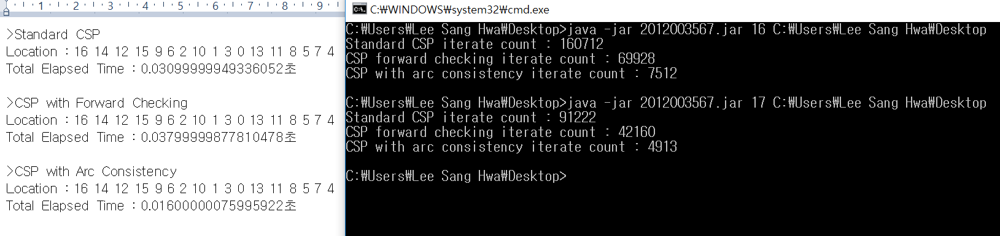 1 2 3 4 5 6 7 8 9
>Standard CSP
Location : 16 14 12 15 9 6 2 10 1 3 0 13 11 8 5 7 4
Total Elapsed Time : 0.03099999949336052초
>CSP with Forward Checking
Location : 16 14 12 15 9 6 2 10 1 3 0 13 11 8 5 7 4
Total Elapsed Time : 0.03799999877810478초
>CSP with Arc Consistency
Location : 16 14 12 15 9 6 2 10 1 3 0 13 11 8 5 7 4
Total Elapsed Time : 0.01600000075995922초
C:\WINDOWS\system32\cmd.exe
C:\Users\Lee Sang Hwa\Desktop>java -jar 2012003567.jar 16 C:\Users\Lee Sang Hwa\Desktop
Standard CSP iterate count : 160712
CSP forward checking iterate count : 69928
CSP with arc consistency iterate count : 7512
C:\Users\Lee Sang Hwa\Desktop>java -jar 2012003567.jar 17 C:\Users\Lee Sang Hwa\Desktop
Standard CSP iterate count : 91222
CSP forward checking iterate count : 42160
CSP with arc consistency iterate count : 4913
C:\Users\Lee Sang Hwa\Desktop>